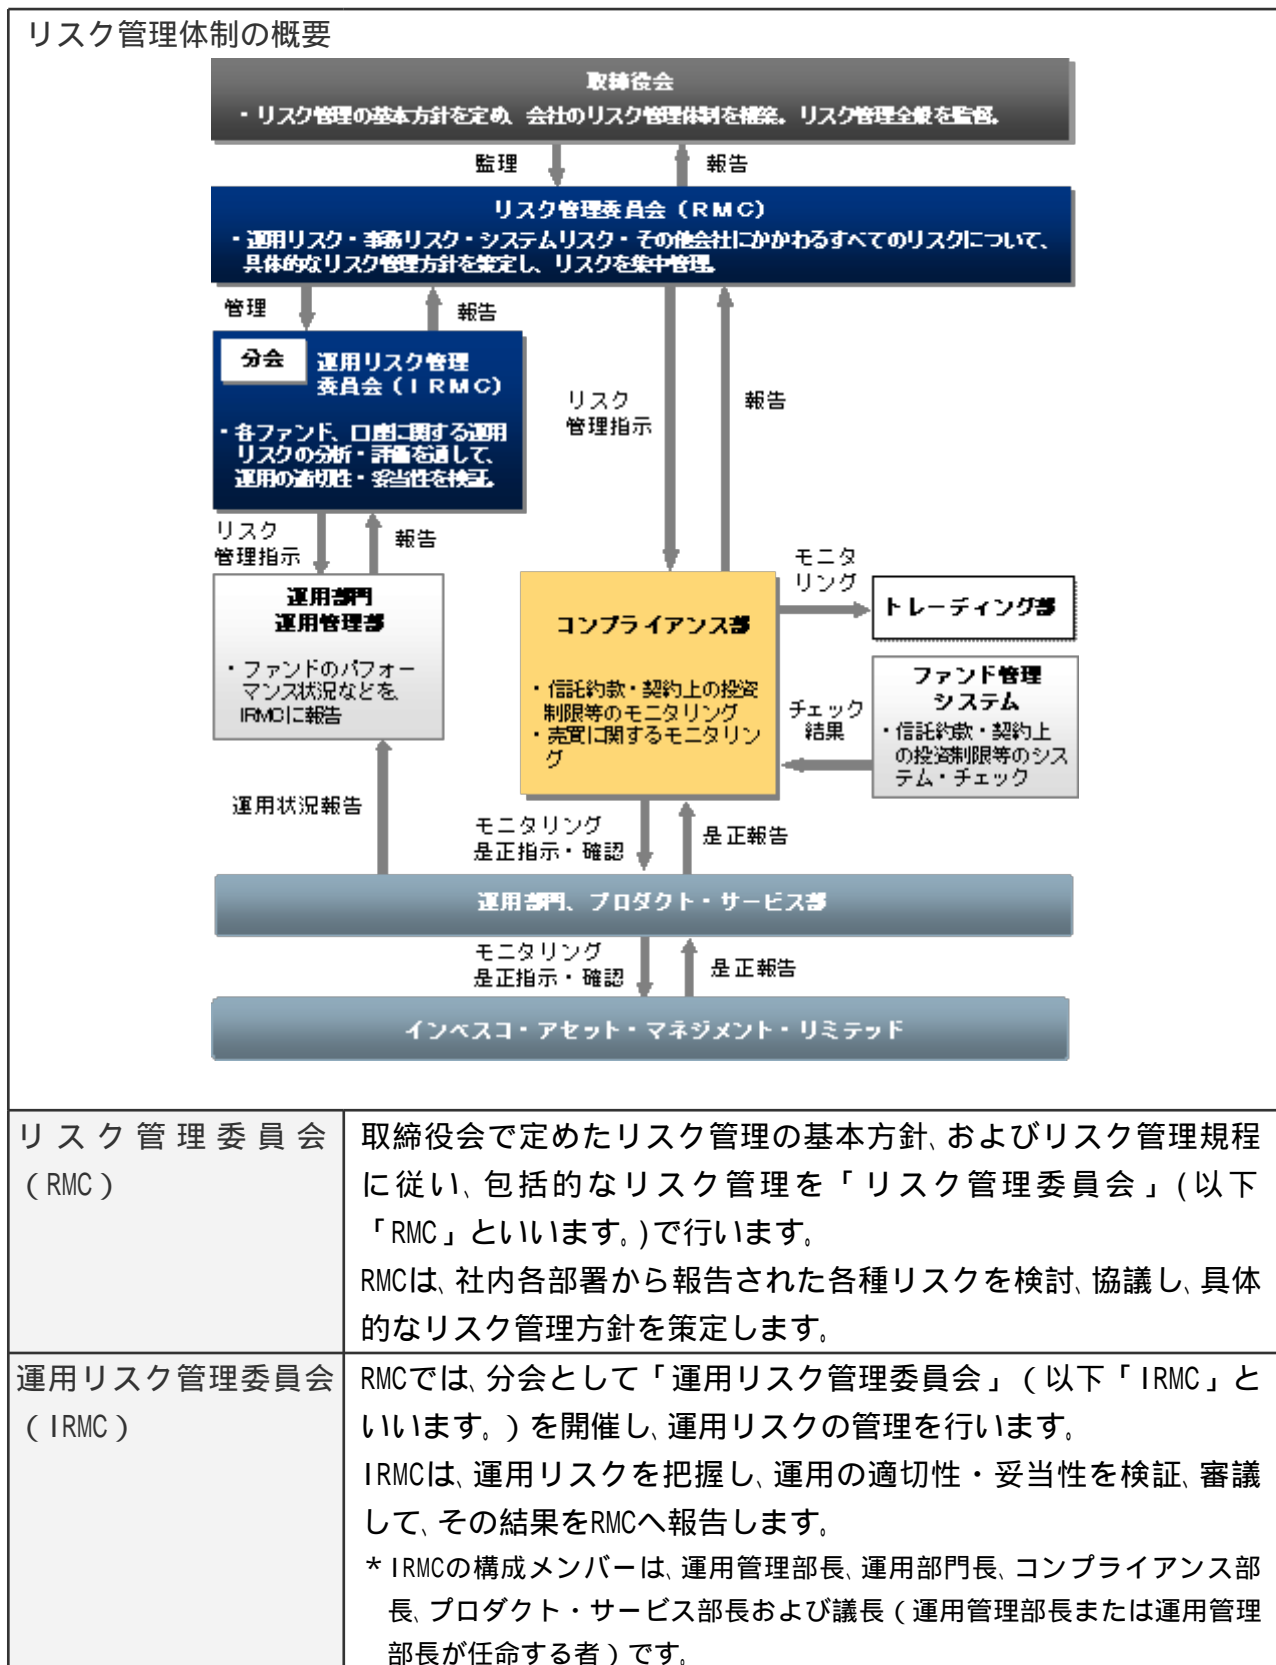 リスク管理体制の概要
取締役会
・リスク管理の基本方針を定め、会社のリスク管理体制を構築。リスク管理全般を監督。
監理
報告
リスク管理委員会（RMC）
・運用リスク・事務リスク・システムリスク・その他会社にかかわるすべてのリスクについて、
具体的なリスク管理方針を策定し、リスクを集中管理。
管理
報告
分会
運用リスク管理
委員会（IRMC）
・各ファンド、口座に関する運用
リスクの分析・評価を通して、
運用の適切性・妥当性を検証。
リスク
管理指示
報告
リスク
管理指示
報告
運用部門
運用管理部
・ファンドのパフォー
マンス状況などを、
IRMCに報告
コンプライアンス部
・信託約款・契約上の投資
制限等のモニタリング
・売買に関するモニタリン
グ
モニタ
リング
トレーディング部
チェック
結果
ファンド管理
システム
・信託約款・契約上
の投資制限等のシス
テム・チェック
運用状況報告
モニタリング
是正指示・確認
是正報告
運用部門、プロダクト・サービス部
モニタリング
是正指示・確認
是正報告
インベスコ・アセット・マネジメント・リミテッド
リスク管理委員会
（RMC）
取締役会で定めたリスク管理の基本方針、およびリスク管理規程
に従い、包括的なリスク管理を「リスク管理委員会」（以下
「RMC」といいます。）で行います。
RMCは、社内各部署から報告された各種リスクを検討、協議し、具体
的なリスク管理方針を策定します。
運用リスク管理委員会
（IRMC）
RMCでは、分会として「運用リスク管理委員会」（以下「IRMC」と
いいます。）を開催し、運用リスクの管理を行います。
IRMCは、運用リスクを把握し、運用の適切性・妥当性を検証、審議
して、その結果をRMCへ報告します。
＊IRMCの構成メンバーは、運用管理部長、運用部門長、コンプライアンス部
長、プロダクト・サービス部長および議長（運用管理部長または運用管理
部長が任命する者）です。